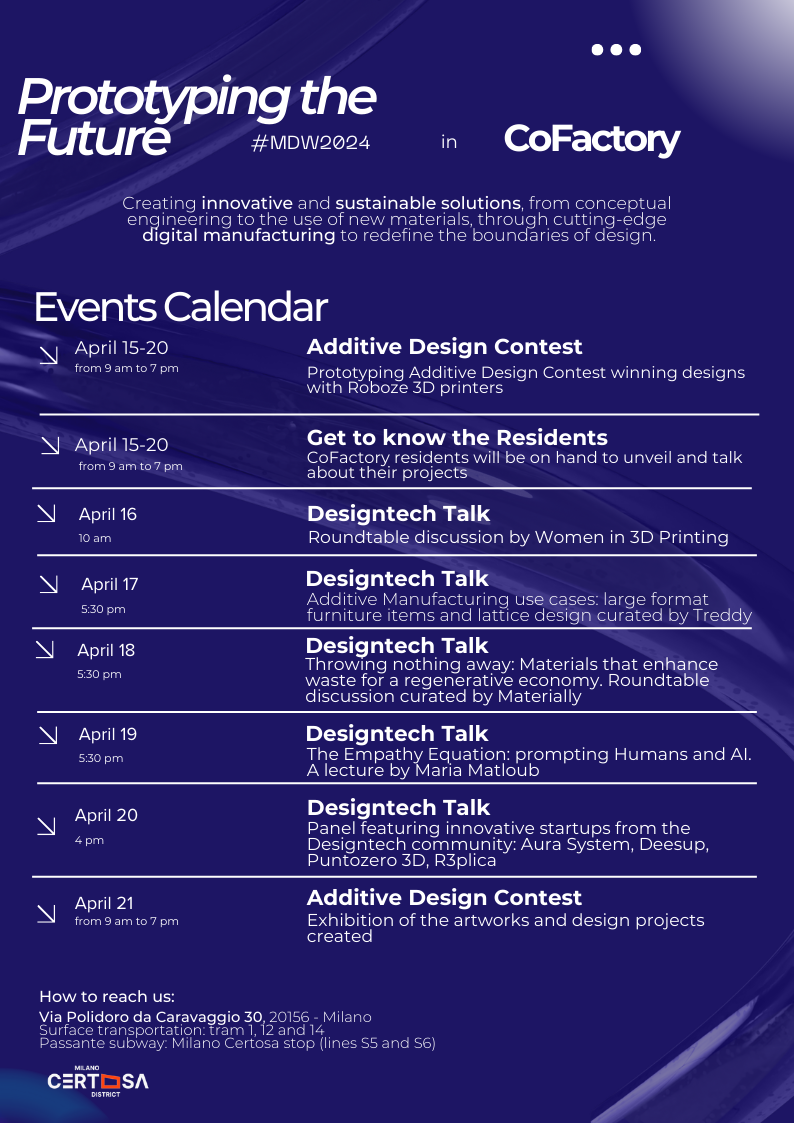 Prototyping the
Future
#MDW2024
in
CoFactory
Creating innovative and sustainable solutions, from conceptual
engineering to the use of new materials, through cutting-edge
digital manufacturing to redefine the boundaries of design.
Events Calendar
April 15-20
from 9 am to 7 pm
Additive Design Contest
Prototyping Additive Design Contest winning designs
with Roboze 3D printers
April 15-20
from 9 am to 7 pm
Get to know the Residents
CoFactory residents will be on hand to unveil and talk
about their projects
April 16
10 am
Designtech Talk
Roundtable discussion by Women in 3D Printing
April 17
5:30 pm
Designtech Talk
Additive Manufacturing use cases: large format
furniture items and lattice design curated by Treddy
April 18
5:30 pm
Designtech Talk
Throwing nothing away: Materials that enhance
waste for a regenerative economy. Roundtable
discussion curated by Materially
April 19
5:30 pm
Designtech Talk
The Empathy Equation: prompting Humans and AI.
A lecture by Maria Matloub
April 20
4 pm
Designtech Talk
Panel featuring innovative startups from the
Designtech community: Aura System, Deesup,
Puntozero 3D, R3plica
April 21
from 9 am to 7 pm
Additive Design Contest
Exhibition of the artworks and design projects
created
How to reach us:
Via Polidoro da Caravaggio 30, 20156 - Milano
Surface transportation: tram 1, 12 and 14
Passante subway: Milano Certosa stop (lines S5 and S6)
MILANO
CERTOSA
DISTRICT